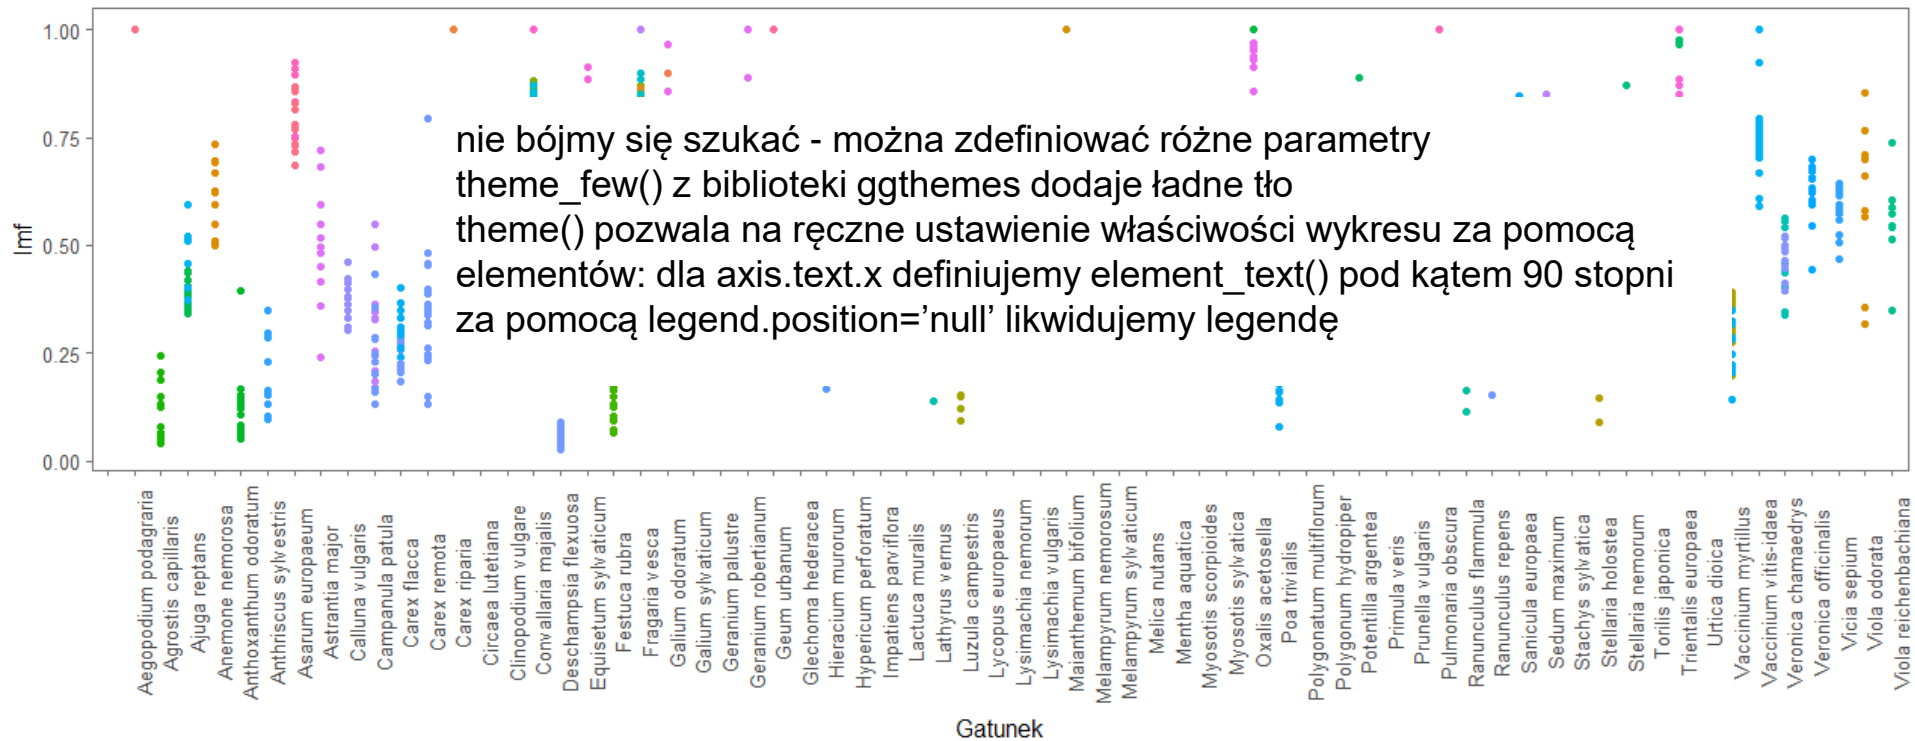 1.00
0.75
0.50
0.25
0.00
lmf
nie bójmy się szukać - można zdefiniować różne parametry
theme_few() z biblioteki ggthemes dodaje ładne tło
theme() pozwala na ręczne ustawienie właściwości wykresu za pomocą
elementów: dla axis.text.x definiujemy element_text() pod kątem 90 stopni
za pomocą legend.position=’null’ likwidujemy legendę
Aegopodium podagraria
Agrostis capillaris
Ajuga reptans
Anemone nemorosa
Anthoxanthum odoratum
Anthriscus sylvestris
Asarum europaeum
Astrantia major
Calluna vulgaris
Campanula patula
Carex flacca
Carex remota
Carex riparia
Circaea lutetiana
Clinopodium vulgare
Convallaria majalis
Deschampsia flexuosa
Equisetum sylvaticum
Festuca rubra
Fragaria vesca
Galium odoratum
Galium sylvaticum
Geranium palustre
Geranium robertianum
Geum urbanum
Glechoma hederacea
Hieracium murorum
Hypericum perforatum
Impatiens parviflora
Lactuca muralis
Lathyrus vernus
Luzula campestris
Lycopus europaeus
Lysimachia nemorum
Lysimachia vulgaris
Maianthemum bifolium
Melampyrum nemorosum
Melampyrum sylvaticum
Melica nutans
Mentha aquatica
Myosotis scorpioides
Myosotis sylvatica
Oxalis acetosella
Poa trivialis
Polygonatum multiflorum
Polygonum hydropiper
Potentilla argentea
Primula veris
Prunella vulgaris
Pulmonaria obscura
Ranunculus flammula
Ranunculus repens
Sanicula europaea
Sedum maximum
Stachys sylvatica
Stellaria holostea
Stellaria nemorum
Torilis japonica
Trientalis europaea
Urtica dioica
Vaccinium myrtillus
Vaccinium vitis-idaea
Veronica chamaedrys
Veronica officinalis
Vicia sepium
Viola odorata
Viola reichenbachiana
Gatunek